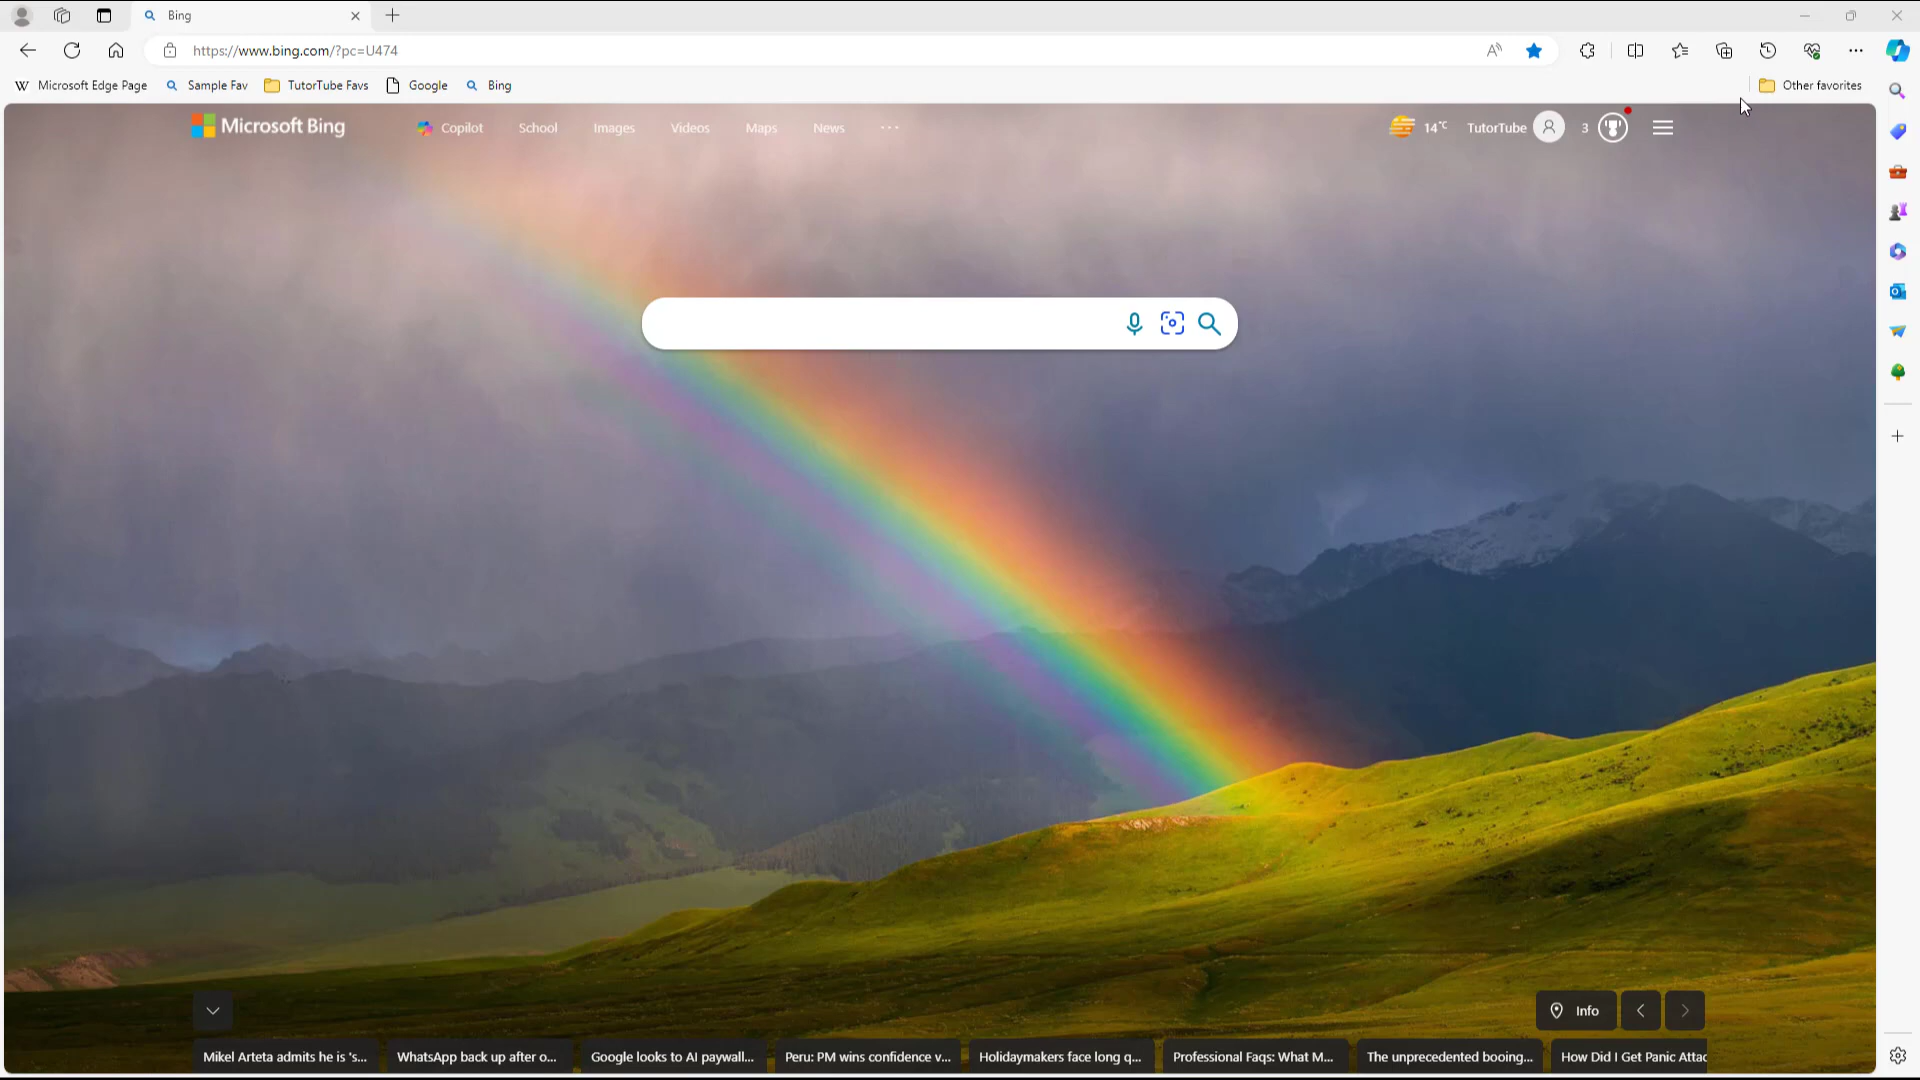 Bing
https://www.bing.com/?pc=U474
Microsoft Edge Page Sample Fav TutorTube Favs Google Bing Other favorites
Microsoft Bing Copilot School Images Videos Maps News ... 14°C TutorTube 3
Info
Mikel Arteta admits he is 's... WhatsApp back up after o... Google looks to AI paywall... Peru: PM wins confidence v... Holidaymakers face long q... Professional Faqs: What M... The unprecedented booing... How Did I Get Panic Attac